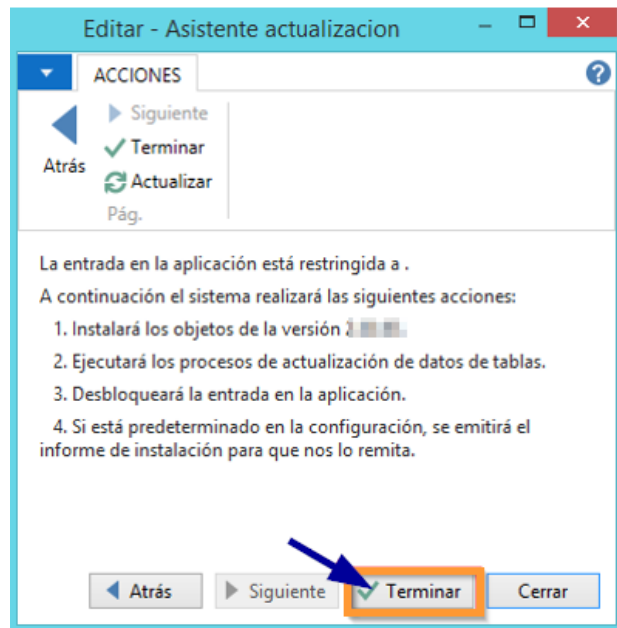 Editar - Asistente actualizacion
ACCIONES
Siguiente
Terminar
Atrás
Actualizar
Pág.
La entrada en la aplicación está restringida a .
A continuación el sistema realizará las siguientes acciones:
1. Instalará los objetos de la versión
2. Ejecutará los procesos de actualización de datos de tablas.
3. Desbloqueará la entrada en la aplicación.
4. Si está predeterminado en la configuración, se emitirá el
informe de instalación para que nos lo remita.
Atrás
Siguiente
Terminar
Cerrar